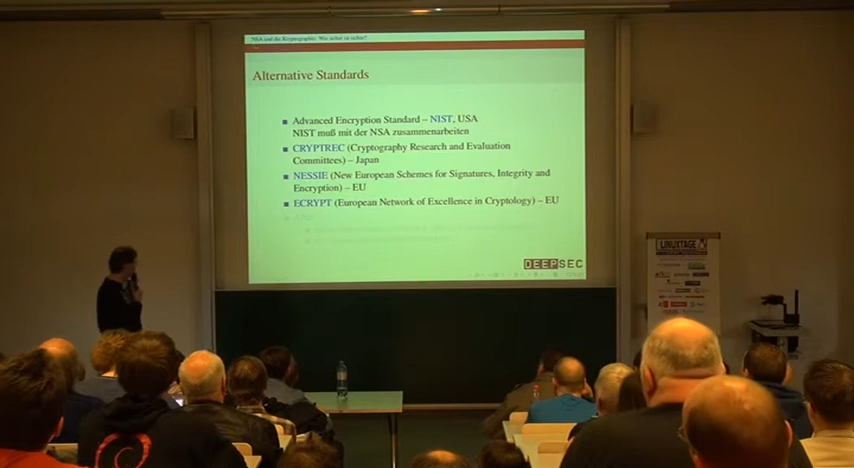 NSA und die Kryptographie: Wie sicher ist sicher?
Alternative Standards
Advanced Encryption Standard – NIST, USA
NIST muß mit der NSA zusammenarbeiten
CRYPTREC (Cryptography Research and Evaluation
Committees) – Japan
NESSIE (New European Schemes for Signatures, Integrity and
Encryption) – EU
ECRYPT (European Network of Excellence in Cryptology) – EU
DEEPSEC
LINUXTAGE